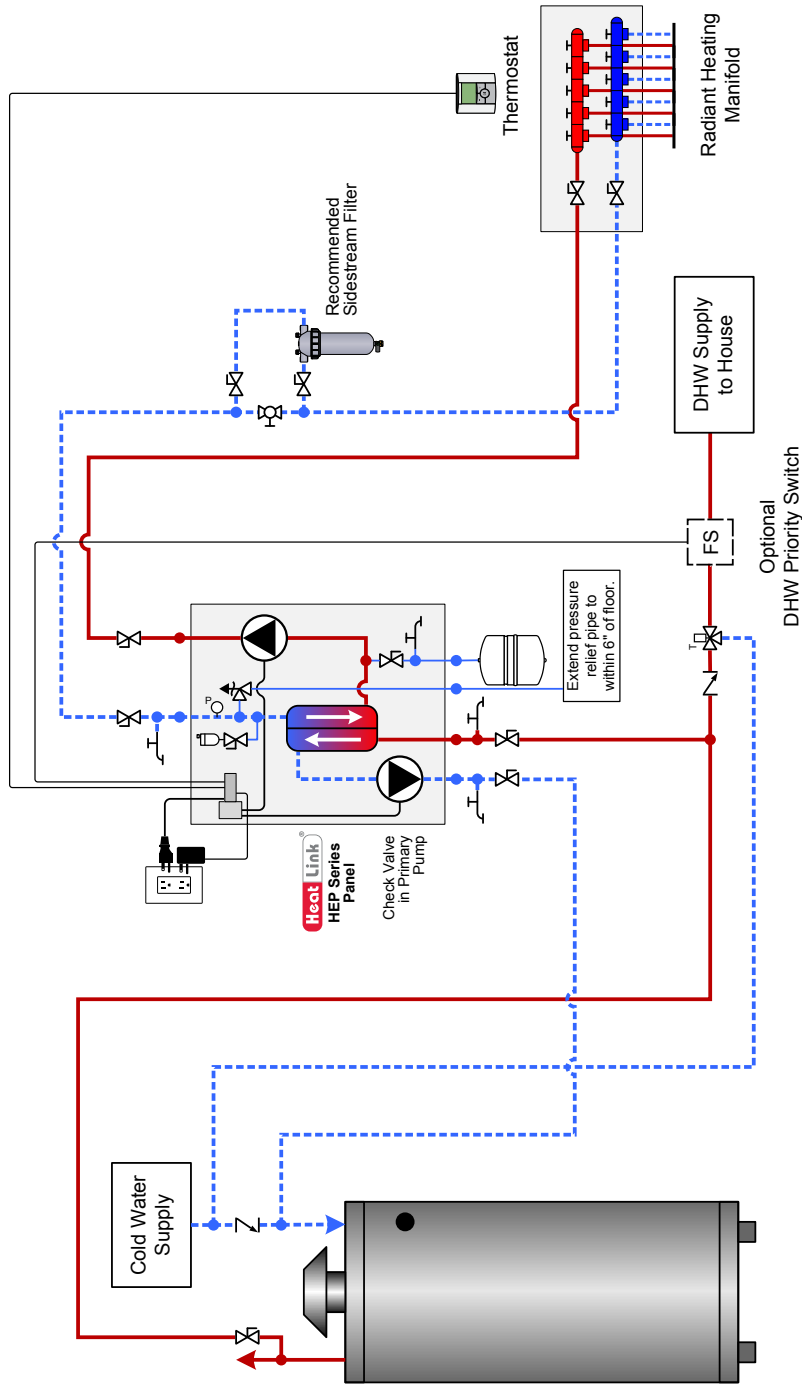 Cold Water
Supply
P
Heat Link®
HEP Series
Panel
Check Valve
in Primary
Pump
Extend pressure
relief pipe to
within 6" of floor.
Recommended
Sidestream Filter
Thermostat
Radiant Heating
Manifold
T
FS
DHW Supply
to House
Optional
DHW Priority Switch